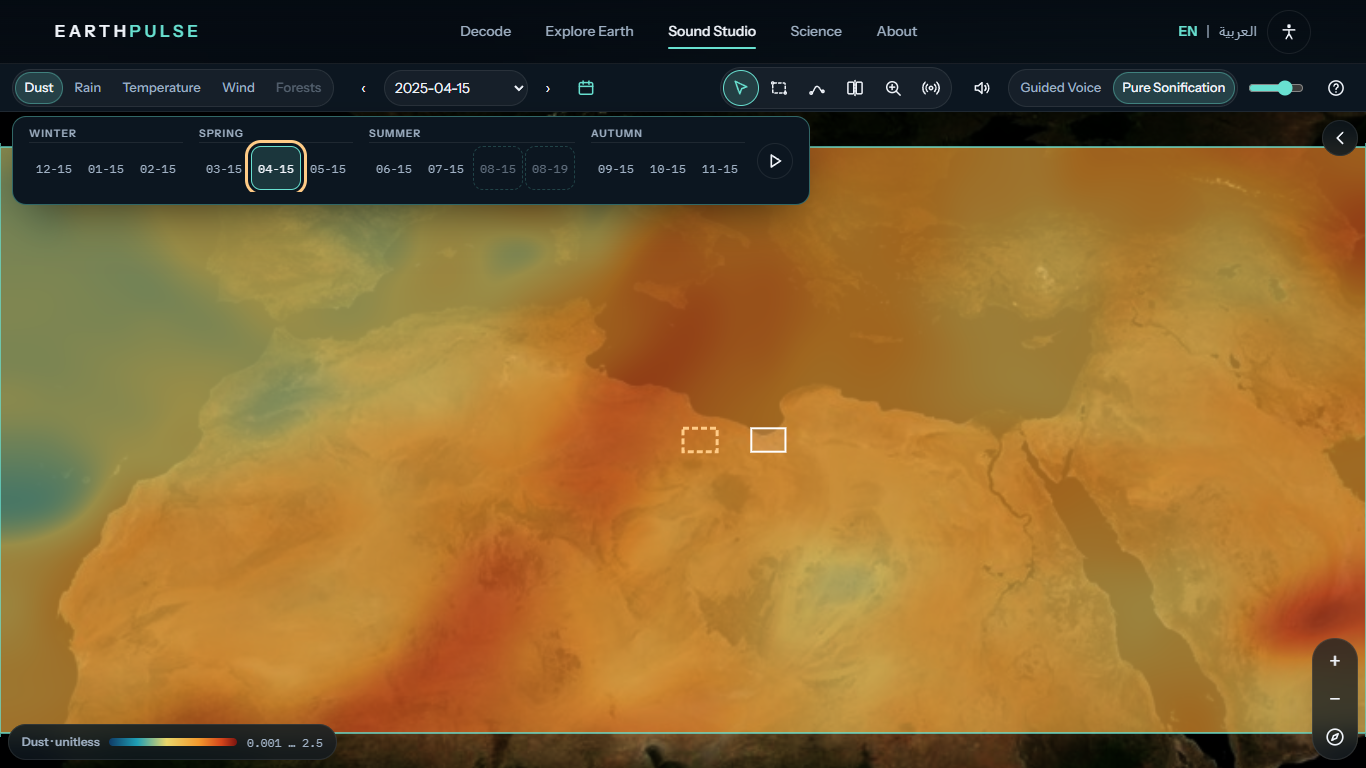 EARTHPULSE
Decode
Explore Earth
Sound Studio
Science
About
EN | العربية
Dust
Rain
Temperature
Wind
Forests
‹ 2025-04-15 ›
Guided Voice
Pure Sonification
WINTER
12-15 01-15 02-15
SPRING
03-15 04-15 05-15
SUMMER
06-15 07-15 08-15 08-19
AUTUMN
09-15 10-15 11-15
+
−
Dust·unitless 0.001 … 2.5